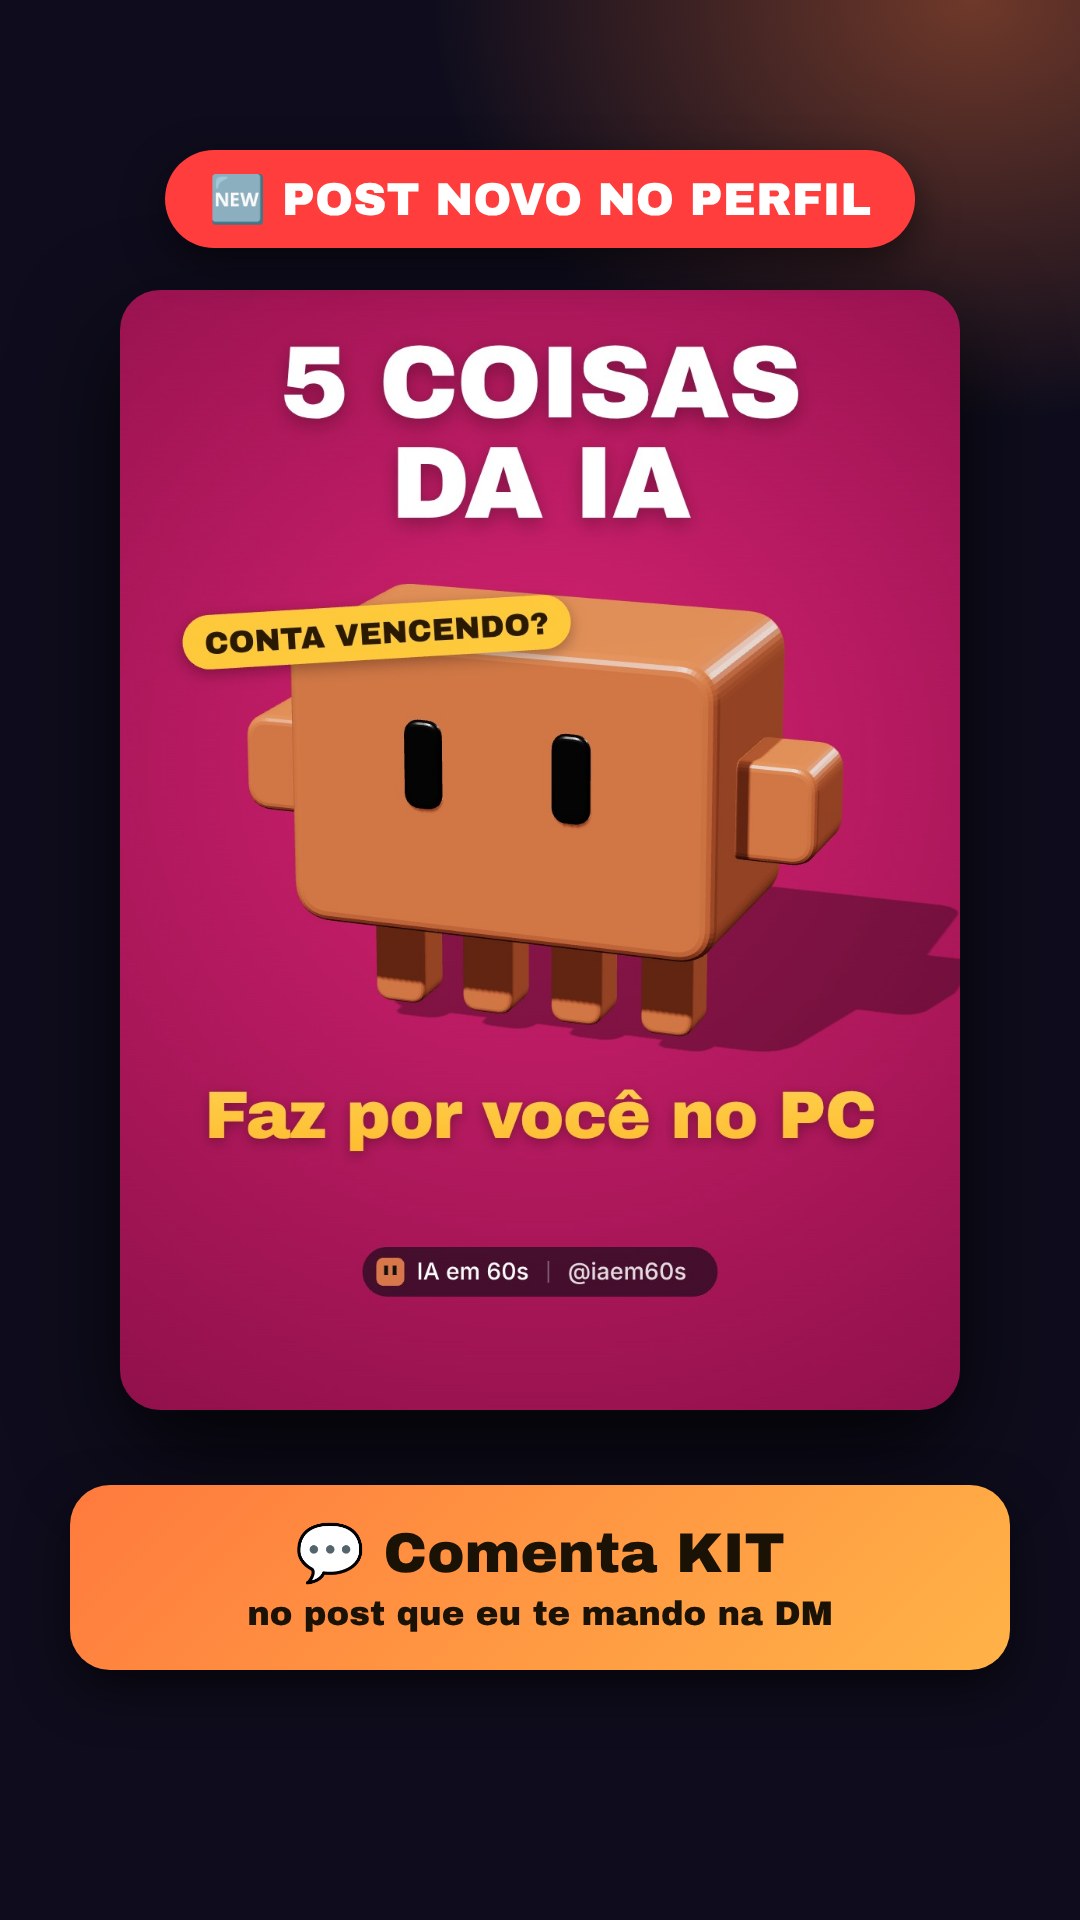 🆕 POST NOVO NO PERFIL
5 COISAS
DA IA
CONTA VENCENDO?
Faz por você no PC
IA em 60s | @iaem60s
💬 Comenta KIT
no post que eu te mando na DM